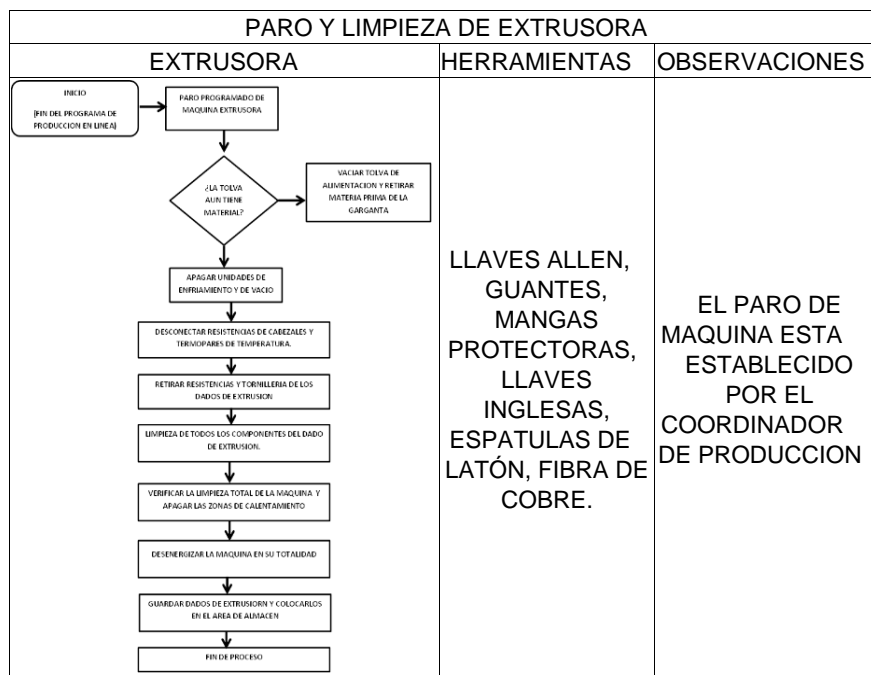 PARO Y LIMPIEZA DE EXTRUSORA
EXTRUSORA
HERRAMIENTAS
OBSERVACIONES
INICIO
(FIN DEL PROGRAMA DE
PRODUCCION EN LINEA)
PARO PROGRAMADO DE
MAQUINA EXTRUSORA
¿LA TOLVA
AUN TIENE
MATERIAL?
VACIAR TOLVA DE
ALIMENTACION Y RETIRAR
MATERIA PRIMA DE LA
GARGANTA
APAGAR UNIDADES DE
ENFRIAMIENTO Y DE VACIO
DESCONECTAR RESISTENCIAS DE CABEZALES Y
TERMOPARES DE TEMPERATURA.
RETIRAR RESISTENCIAS Y TORNILLERIA DE LOS
DADOS DE EXTRUSION
LIMPIEZA DE TODOS LOS COMPONENTES DEL DADO
DE EXTRUSION.
VERIFICAR LA LIMPIEZA TOTAL DE LA MAQUINA Y
APAGAR LAS ZONAS DE CALENTAMIENTO
DESENERGIZAR LA MAQUINA EN SU TOTALIDAD
GUARDAR DADOS DE EXTRUSIORN Y COLOCARLOS
EN EL AREA DE ALMACEN
FIN DE PROCESO
LLAVES ALLEN,
GUANTES,
MANGAS
PROTECTORAS,
LLAVES
INGLESAS,
ESPATULAS DE
LATÓN, FIBRA DE
COBRE.
EL PARO DE
MAQUINA ESTA
ESTABLECIDO
POR EL
COORDINADOR
DE PRODUCCION